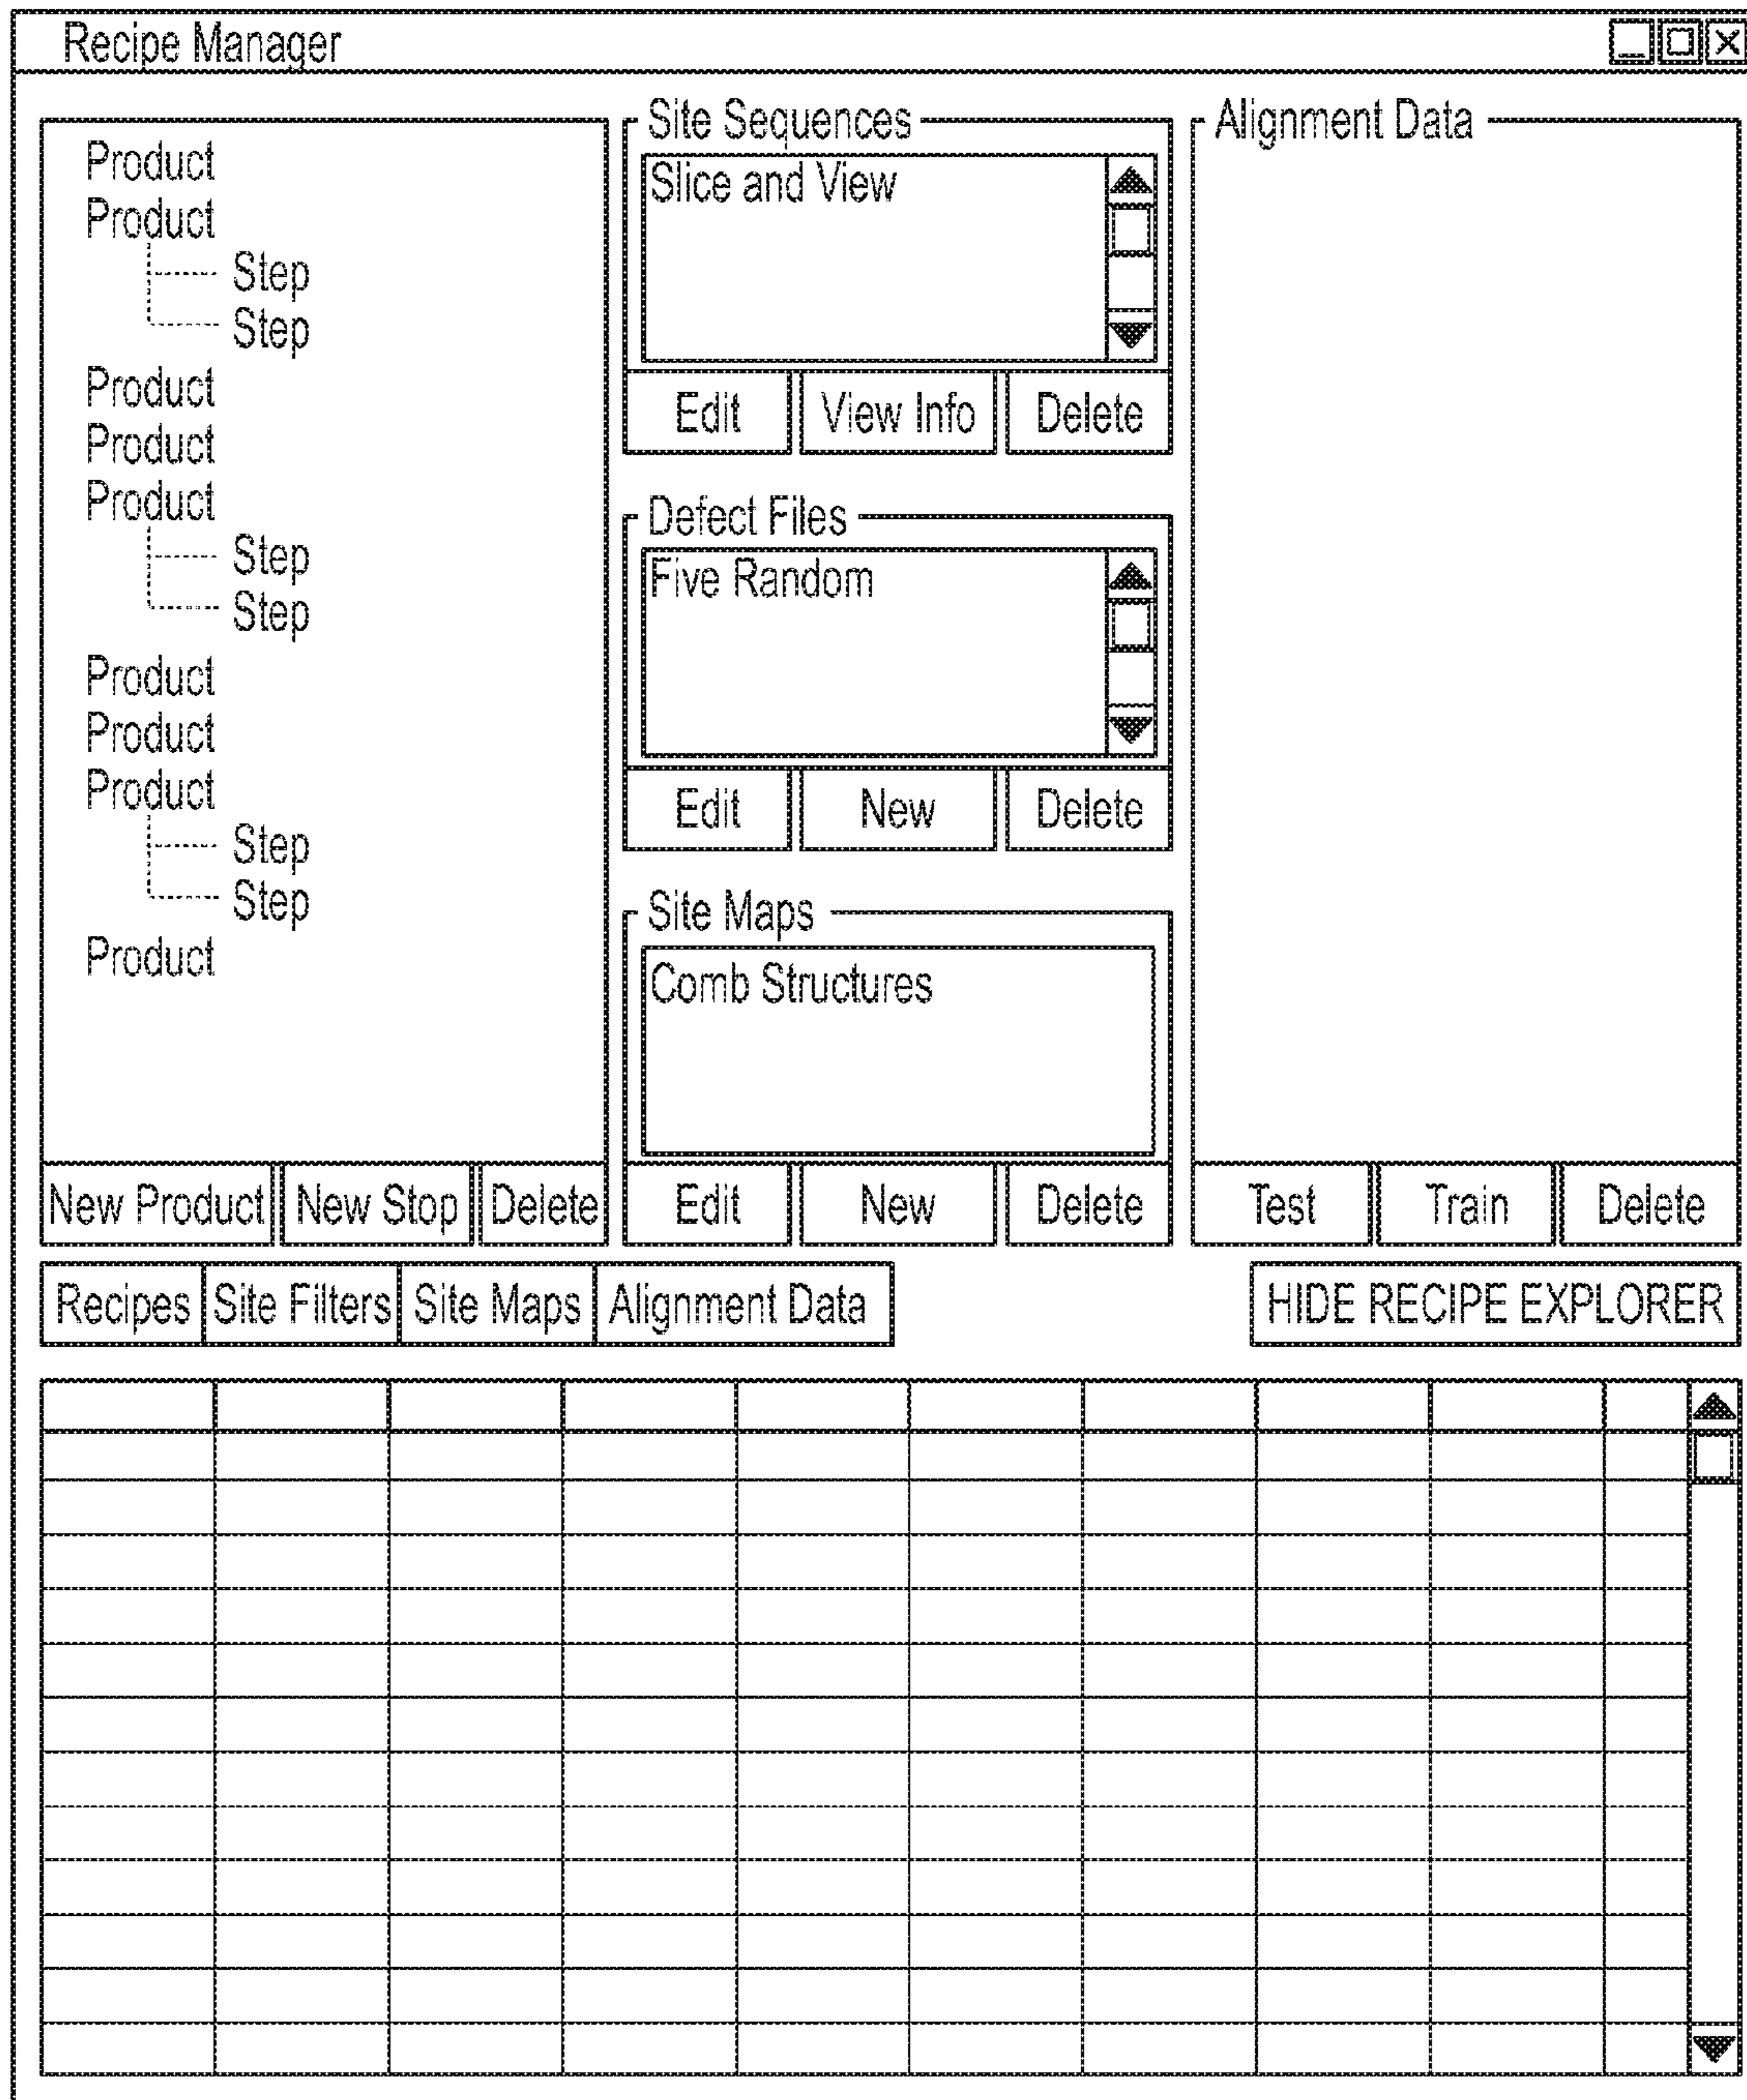 Recipe Manager
Product
Product
Step
Step
Product
Product
Product
Step
Step
Product
Product
Product
Step
Step
Product
New Product New Stop Delete
Site Sequences
Slice and View
Edit View Info Delete
Defect Files
Five Random
Edit New Delete
Site Maps
Comb Structures
Edit New Delete
Alignment Data
Test Train Delete
Recipes Site Filters Site Maps Alignment Data HIDE RECIPE EXPLORER